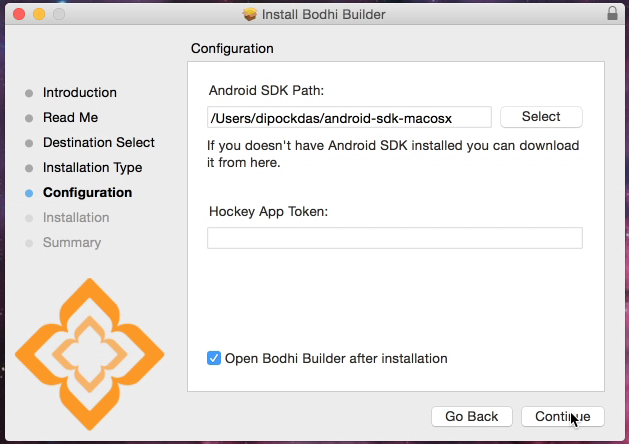 Install Bodhi Builder
Configuration
Introduction
Read Me
Destination Select
Installation Type
Configuration
Installation
Summary
Android SDK Path:
/Users/dipockdas/android-sdk-macosx
Select
If you doesn't have Android SDK installed you can download
it from here.
Hockey App Token:
Open Bodhi Builder after installation
Go Back
Continue